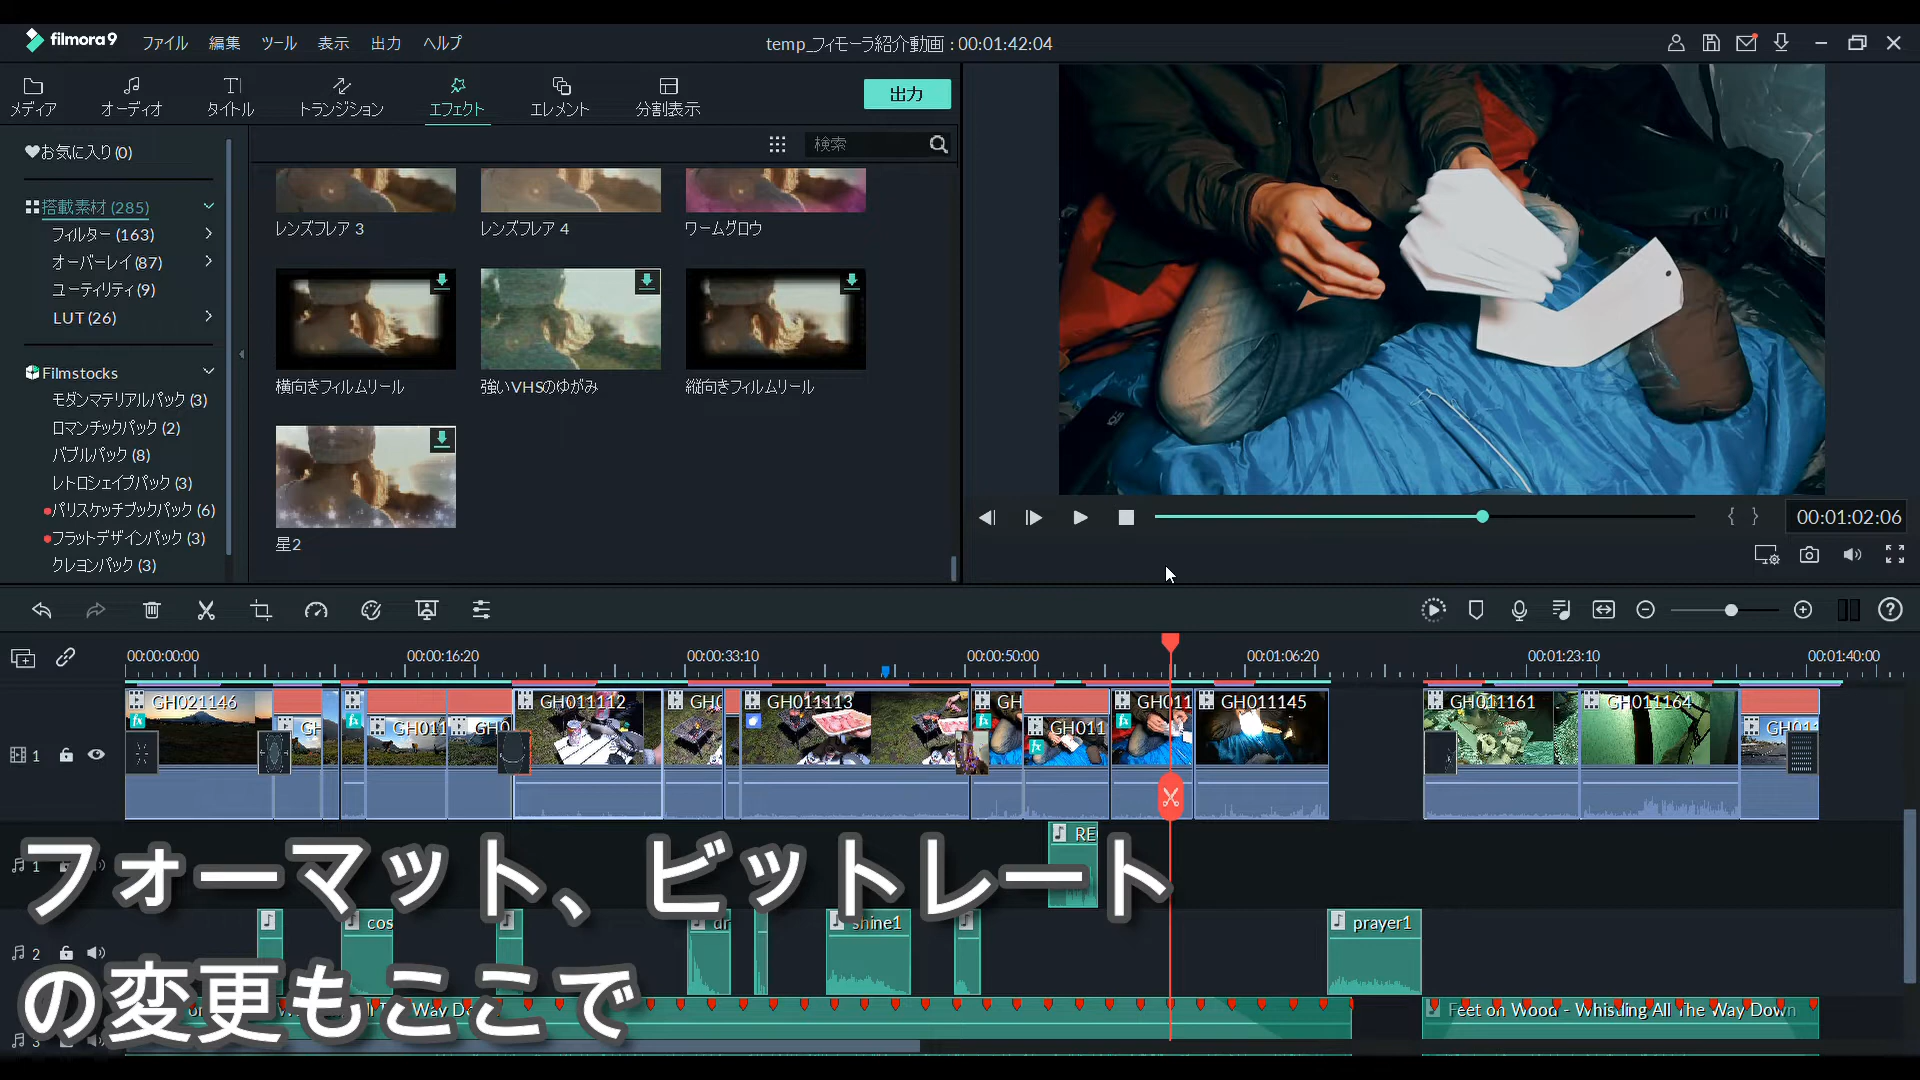 filmora9 ファイル 編集 ツール 表示 出力 ヘルプ
temp_フィモーラ紹介動画 : 00:01:42:04
メディア オーディオ タイトル トランジション エフェクト エレメント 分割表示 出力
検索
お気に入り (0)
搭載素材 (285)
フィルター (163)
オーバーレイ (87)
ユーティリティ (9)
LUT (26)
Filmstocks
モダンマテリアルパック (3)
ロマンチックパック (2)
バブルパック (8)
レトロシェイプパック (3)
パリスケッチブックパック (6)
フラットデザインパック (3)
クレヨンパック (3)
レンズフレア 3
レンズフレア 4
ワームグロウ
横向きフィルムリール
強いVHSのゆがみ
縦向きフィルムリール
星2
00:01:02:06
00:00:00:00 00:00:16:20 00:00:33:10 00:00:50:00 00:01:06:20 00:01:23:10 00:01:40:00
GH021146 GH011112 GH0 GH011113 GH GH011 GH011145 GH011161 GH011164
GH GH011 GH0 GH011 GH011
1
RE
1
cos shine1 prayer1
2
Feet on Wood - Whistling All The Way Down
3
フォーマット、ビットレート
の変更もここで